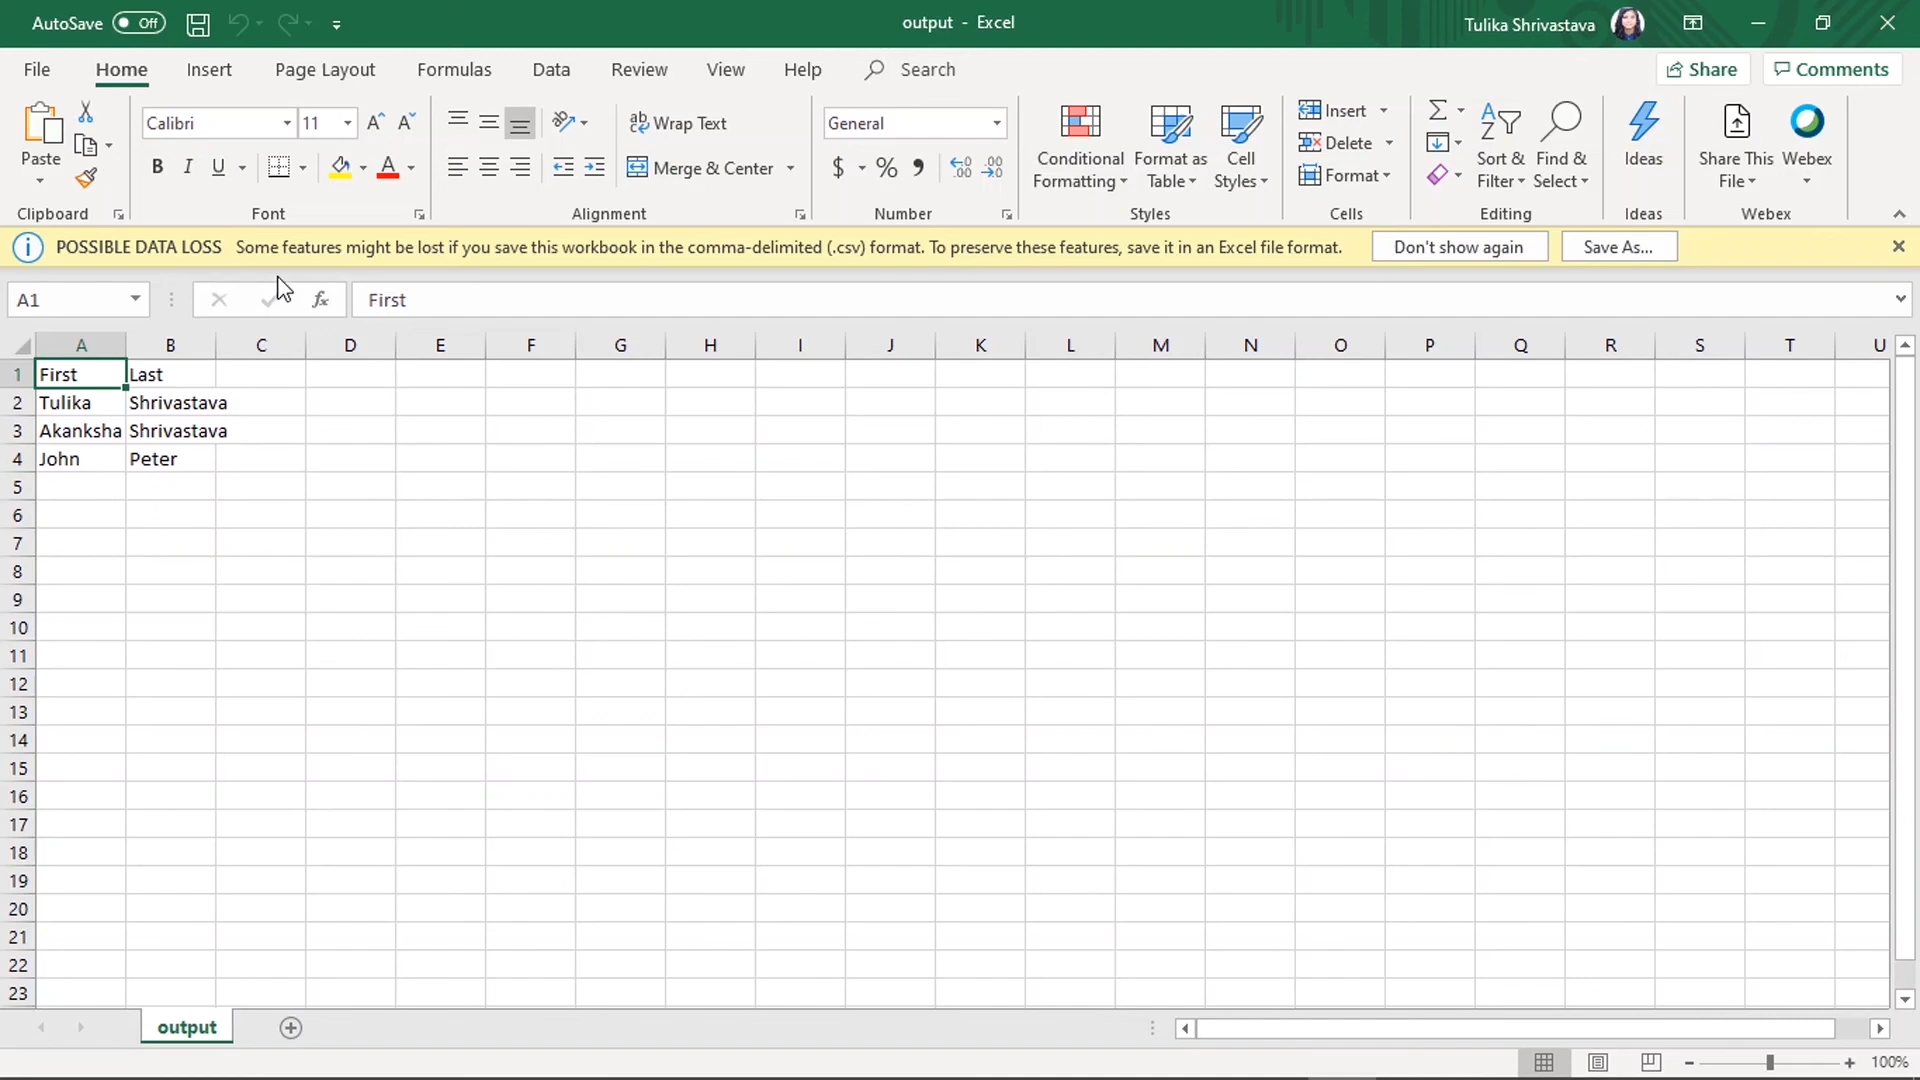 AutoSave Off output - Excel Tulika Shrivastava
File Home Insert Page Layout Formulas Data Review View Help Search Share Comments
Paste Calibri 11 A A Wrap Text General Insert Σ A Z
B I U A Merge & Center $ % , Conditional Formatting Format as Table Cell Styles Delete Format Sort & Filter Find & Select Ideas Share This File Webex
Clipboard Font Alignment Number Styles Cells Editing Ideas Webex
POSSIBLE DATA LOSS Some features might be lost if you save this workbook in the comma-delimited (.csv) format. To preserve these features, save it in an Excel file format. Don't show again Save As...
A1 fx First
A B C D E F G H I J K L M N O P Q R S T U
1 First Last
2 Tulika Shrivastava
3 Akanksha Shrivastava
4 John Peter
5
6
7
8
9
10
11
12
13
14
15
16
17
18
19
20
21
22
23
output
100%